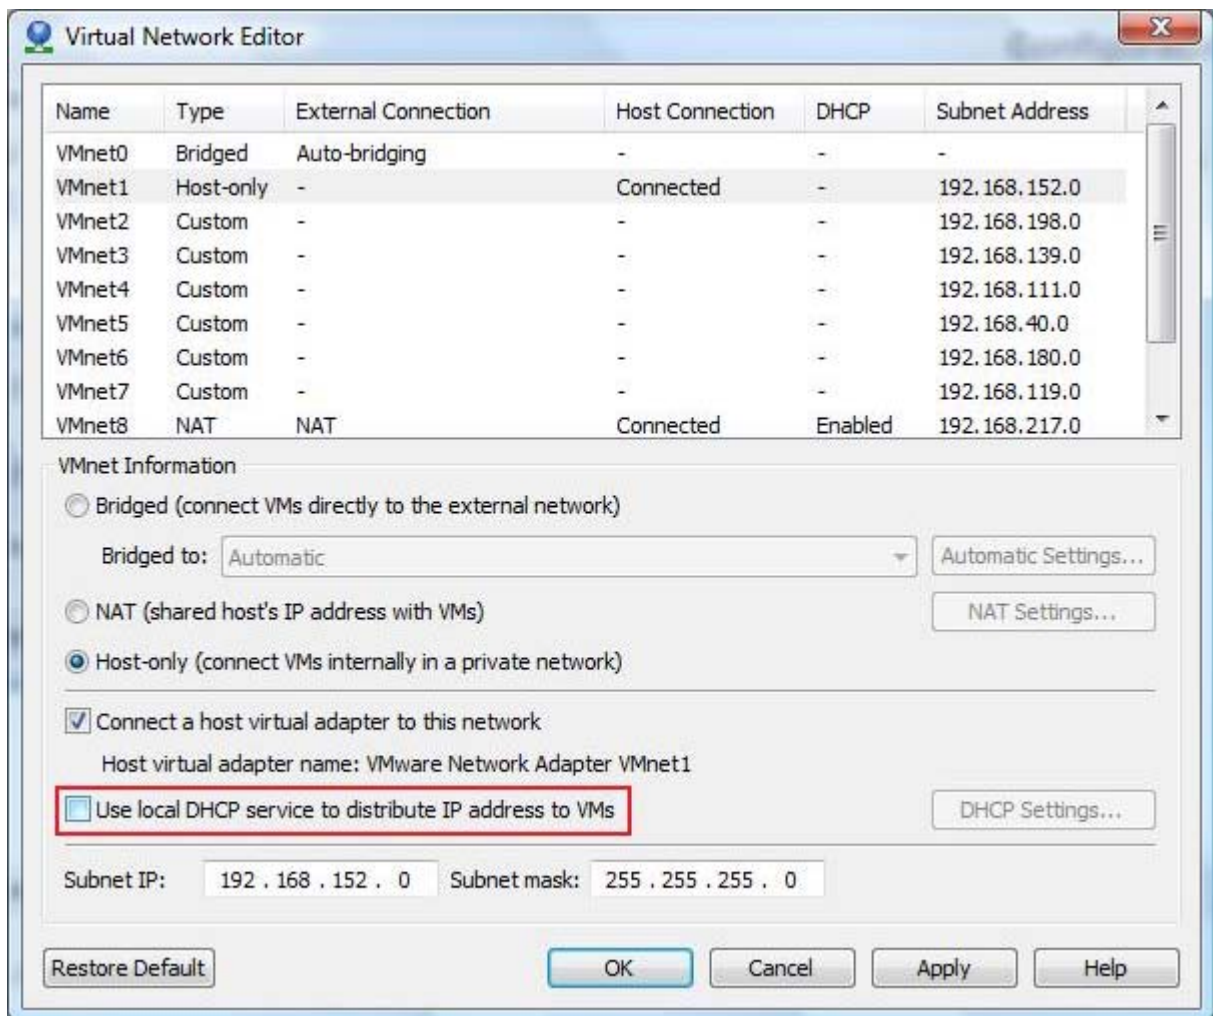 Virtual Network Editor
Name Type External Connection Host Connection DHCP Subnet Address
VMnet0 Bridged Auto-bridging - - -
VMnet1 Host-only - Connected - 192.168.152.0
VMnet2 Custom - - - 192.168.198.0
VMnet3 Custom - - - 192.168.139.0
VMnet4 Custom - - - 192.168.111.0
VMnet5 Custom - - - 192.168.40.0
VMnet6 Custom - - - 192.168.180.0
VMnet7 Custom - - - 192.168.119.0
VMnet8 NAT NAT Connected Enabled 192.168.217.0
VMnet Information
Bridged (connect VMs directly to the external network)
Bridged to: Automatic Automatic Settings...
NAT (shared host's IP address with VMs) NAT Settings...
Host-only (connect VMs internally in a private network)
Connect a host virtual adapter to this network
Host virtual adapter name: VMware Network Adapter VMnet1
Use local DHCP service to distribute IP address to VMs DHCP Settings...
Subnet IP: 192 . 168 . 152 . 0 Subnet mask: 255 . 255 . 255 . 0
Restore Default OK Cancel Apply Help